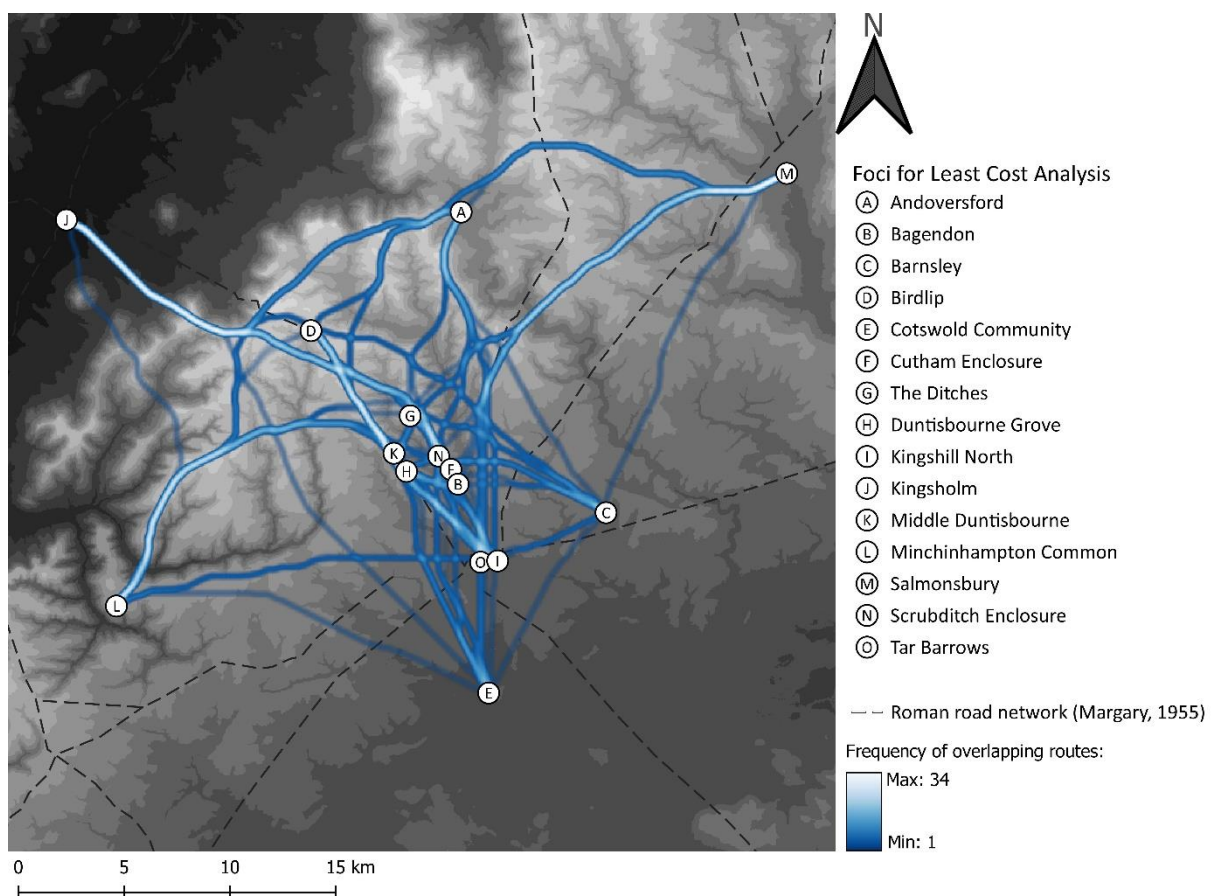 N
Foci for Least Cost Analysis
A Andoversford
B Bagendon
C Barnsley
D Birdlip
E Cotswold Community
F Cutham Enclosure
G The Ditches
H Duntisbourne Grove
I Kingshill North
J Kingsholm
K Middle Duntisbourne
L Minchinhampton Common
M Salmonsbury
N Scrubditch Enclosure
O Tar Barrows
Roman road network (Margary, 1955)
Frequency of overlapping routes:
Max: 34
Min: 1
M
A
J
D
G
K
N
H
F
B
C
O
I
L
E
0 5 10 15 km